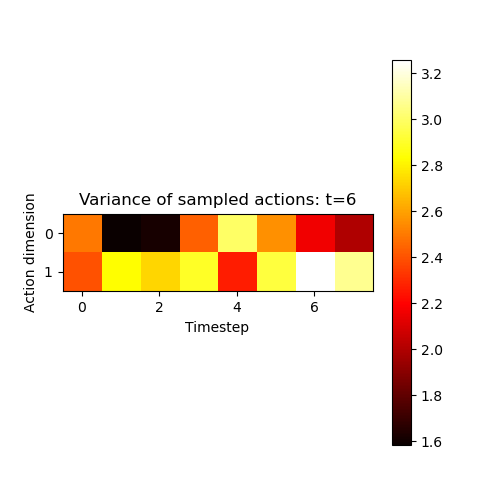 Variance of sampled actions: t=6
Action dimension
0
1
0 2 4 6
Timestep
3.2
3.0
2.8
2.6
2.4
2.2
2.0
1.8
1.6